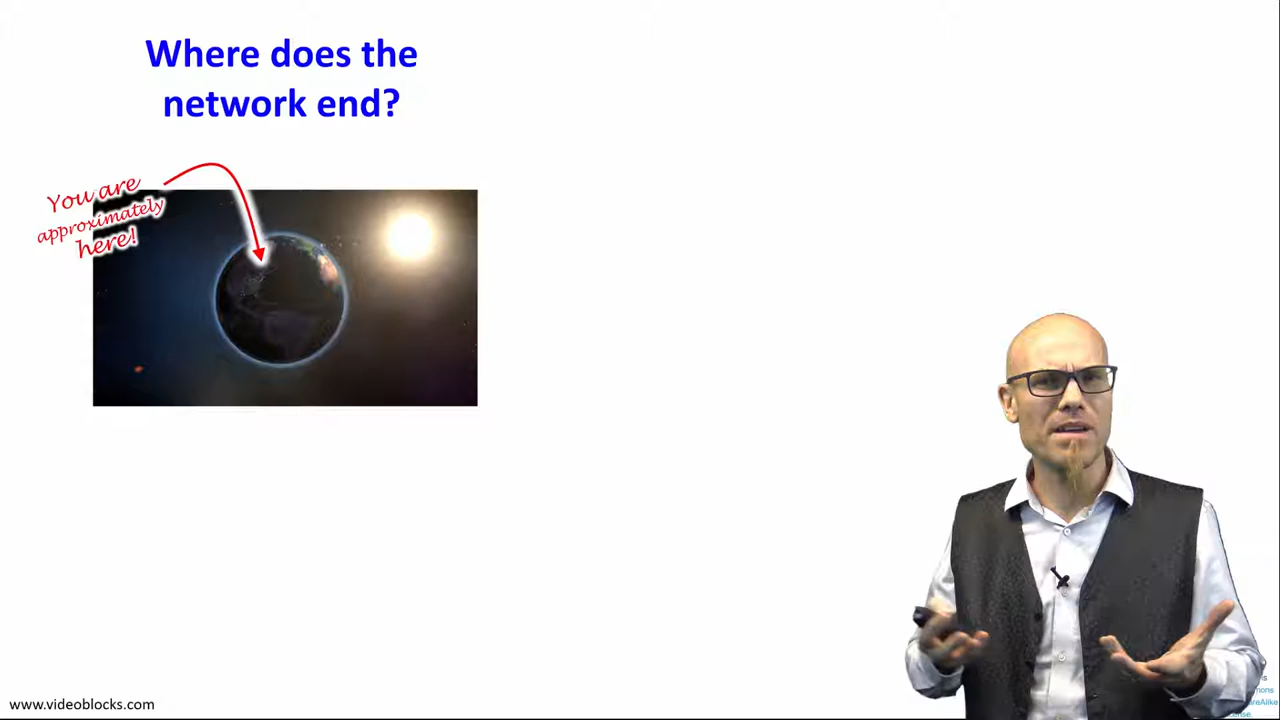 Where does the
network end?
You are
approximately
here!
www.videoblocks.com